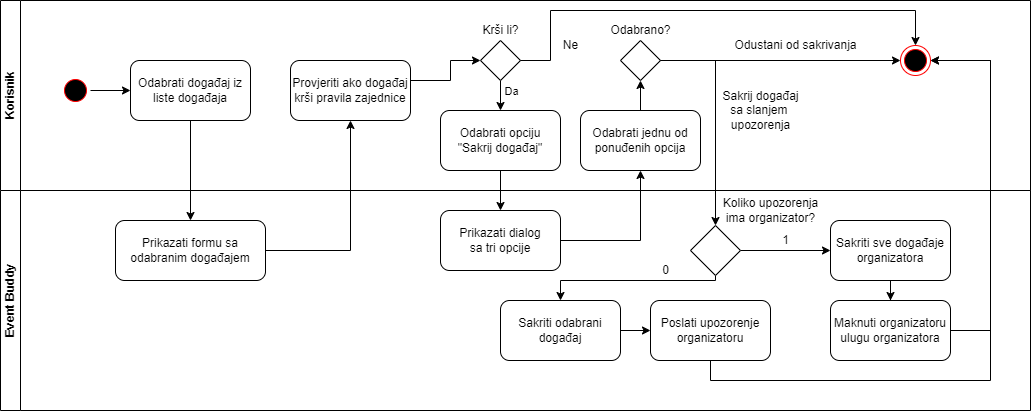 Korisnik
Odabrati događaj iz
liste događaja
Provjeriti ako događaj
krši pravila zajednice
Krši li?
Ne
Da
Odabrati opciju
"Sakrij događaj"
Odabrano?
Odabrati jednu od
ponuđenih opcija
Odustani od sakrivanja
Sakrij događaj
sa slanjem
upozorenja
Event Buddy
Prikazati formu sa
odabranim događajem
Prikazati dialog
sa tri opcije
Koliko upozorenja
ima organizator?
1
0
Sakriti sve događaje
organizatora
Sakriti odabrani
događaj
Poslati upozorenje
organizatoru
Maknuti organizatoru
ulugu organizatora